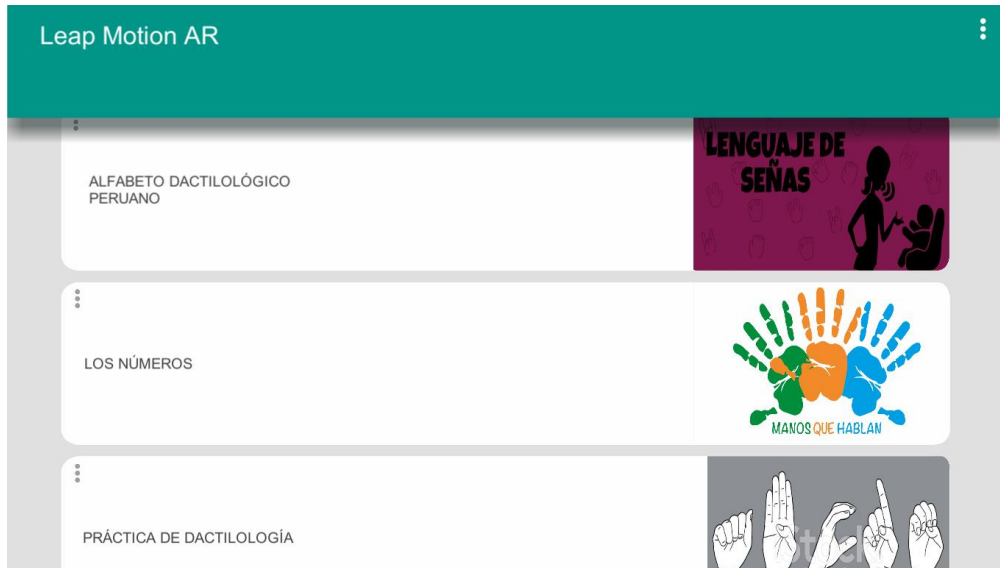 Leap Motion AR
ALFABETO DACTILOLÓGICO
PERUANO
LENGUAJE DE
SEÑAS
LOS NÚMEROS
MANOS QUE HABLAN
PRÁCTICA DE DACTILOLOGÍA